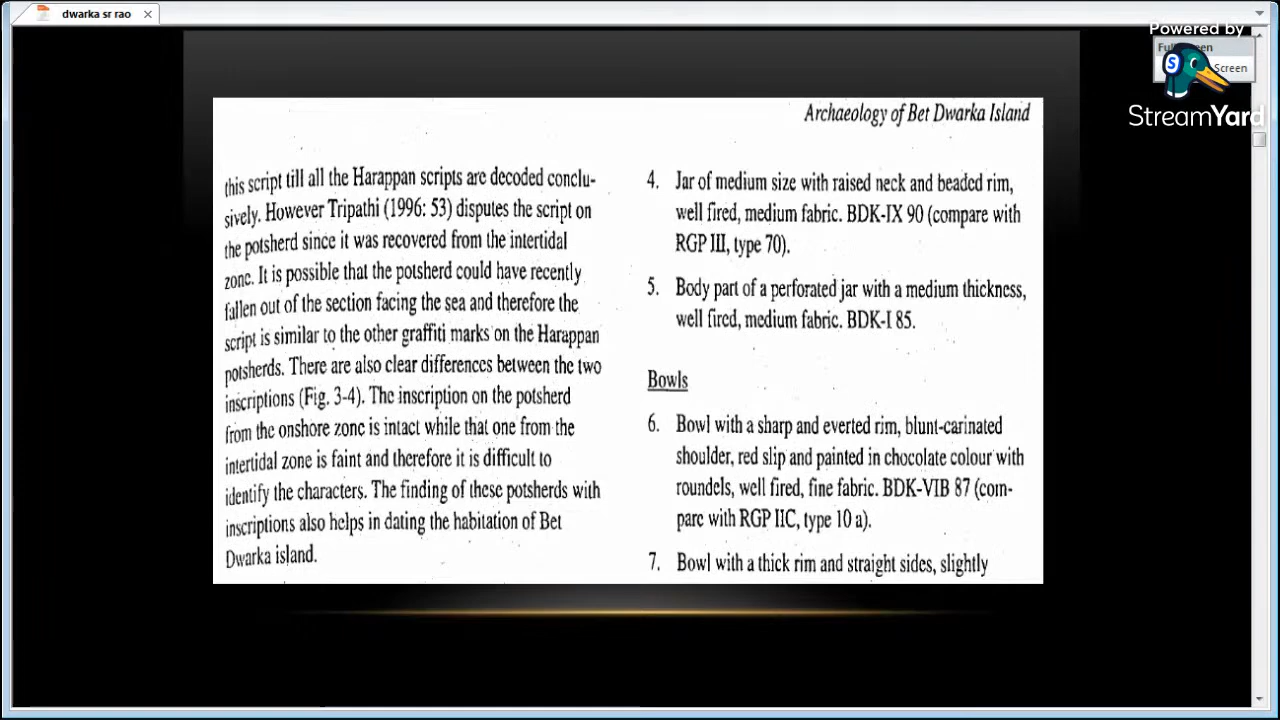 dwarka sr rao
Powered by
Screen
StreamYard
Archaeology of Bet Dwarka Island
this script till all the Harappan scripts are decoded conclu-
sively. However Tripathi (1996: 53) disputes the script on
the potsherd since it was recovered from the intertidal
zone. It is possible that the potsherd could have recently
fallen out of the section facing the sea and therefore the
script is similar to the other graffiti marks on the Harappan
potsherds. There are also clear differences between the two
inscriptions (Fig. 3-4). The inscription on the potsherd
from the onshore zone is intact while that one from the
intertidal zone is faint and therefore it is difficult to
identify the characters. The finding of these potsherds with
inscriptions also helps in dating the habitation of Bet
Dwarka island.
4. Jar of medium size with raised neck and beaded rim,
well fired, medium fabric. BDK-IX 90 (compare with
RGP III, type 70).
5. Body part of a perforated jar with a medium thickness,
well fired, medium fabric. BDK-I 85.
Bowls
6. Bowl with a sharp and everted rim, blunt-carinated
shoulder, red slip and painted in chocolate colour with
roundels, well fired, fine fabric. BDK-VIB 87 (com-
pare with RGP IIC, type 10 a).
7. Bowl with a thick rim and straight sides, slightly